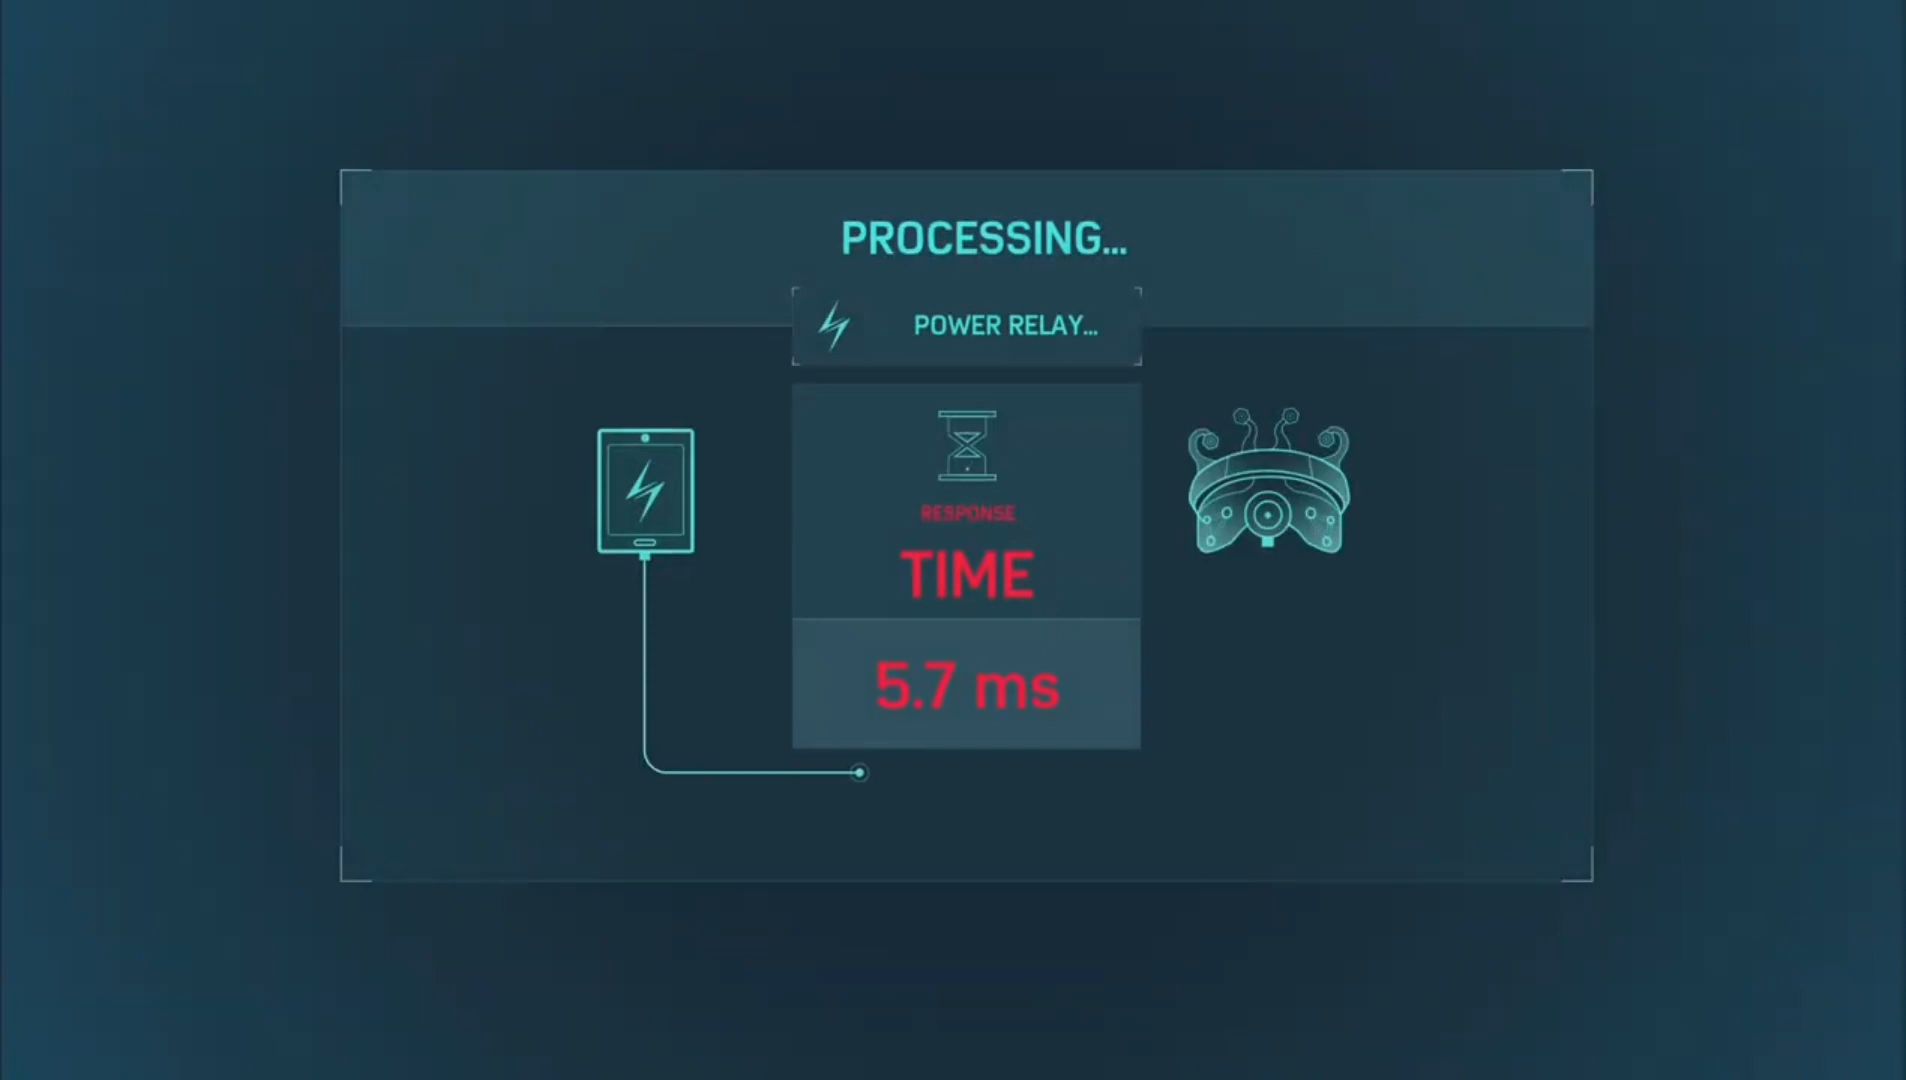 PROCESSING...
POWER RELAY...
RESPONSE
TIME
5.7 ms